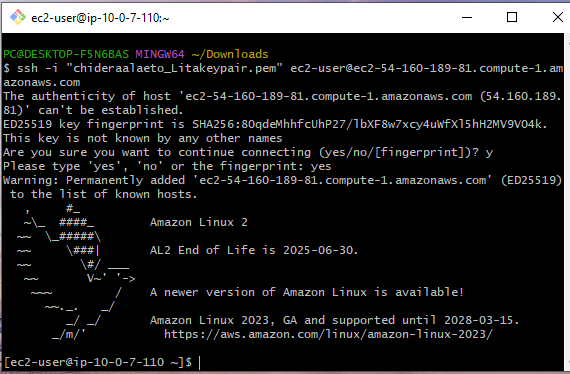 ec2-user@ip-10-0-7-110:~
PC@DESKTOP-F5N6BAS MINGW64 ~/Downloads
$ ssh -i "chideraalaeto_Litakeypair.pem" ec2-user@ec2-54-160-189-81.compute-1.am
azonaws.com
The authenticity of host 'ec2-54-160-189-81.compute-1.amazonaws.com (54.160.189.
81)' can't be established.
ED25519 key fingerprint is SHA256:8OqdeMhhfcUhP27/lbXF8w7xcy4uWfXl5hH2MV9VO4k.
This key is not known by any other names
Are you sure you want to continue connecting (yes/no/[fingerprint])? y
Please type 'yes', 'no' or the fingerprint: yes
Warning: Permanently added 'ec2-54-160-189-81.compute-1.amazonaws.com' (ED25519)
 to the list of known hosts.
   ,     #_
   ~\_  ####_        Amazon Linux 2
  ~~  \_#####\
  ~~     \###|       AL2 End of Life is 2025-06-30.
  ~~       \#/ ___
   ~~       V~' '->
    ~~~         /    A newer version of Amazon Linux is available!
      ~~._.   _/
         _/ _/       Amazon Linux 2023, GA and supported until 2028-03-15.
       _/m/'           https://aws.amazon.com/linux/amazon-linux-2023/
[ec2-user@ip-10-0-7-110 ~]$